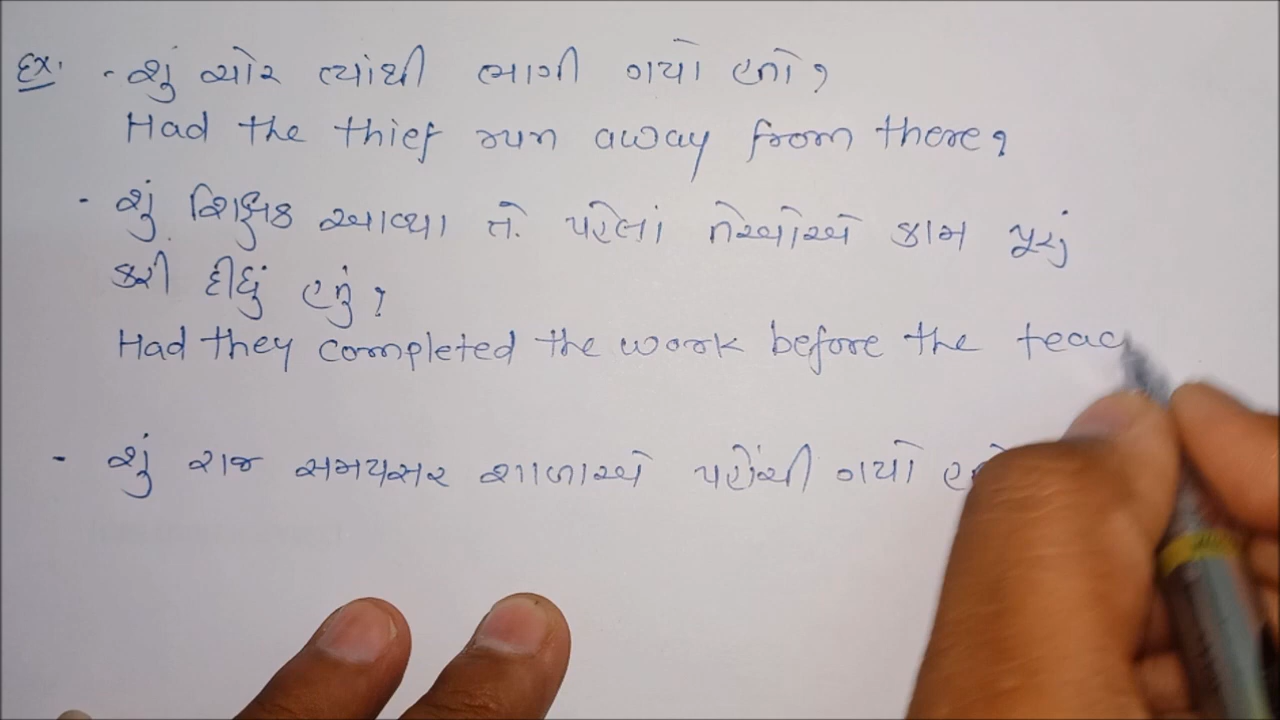 Ex. - શું ચોર ત્યાંથી ભાગી ગયો હતો?
Had the thief run away from there?
- શું શિક્ષક આવ્યા તે પહેલાં તેઓએ કામ પૂરું
કરી દીધું હતું?
Had they completed the work before the teac
- શું રાજ સમયસર શાળાએ પહોંચી ગયો